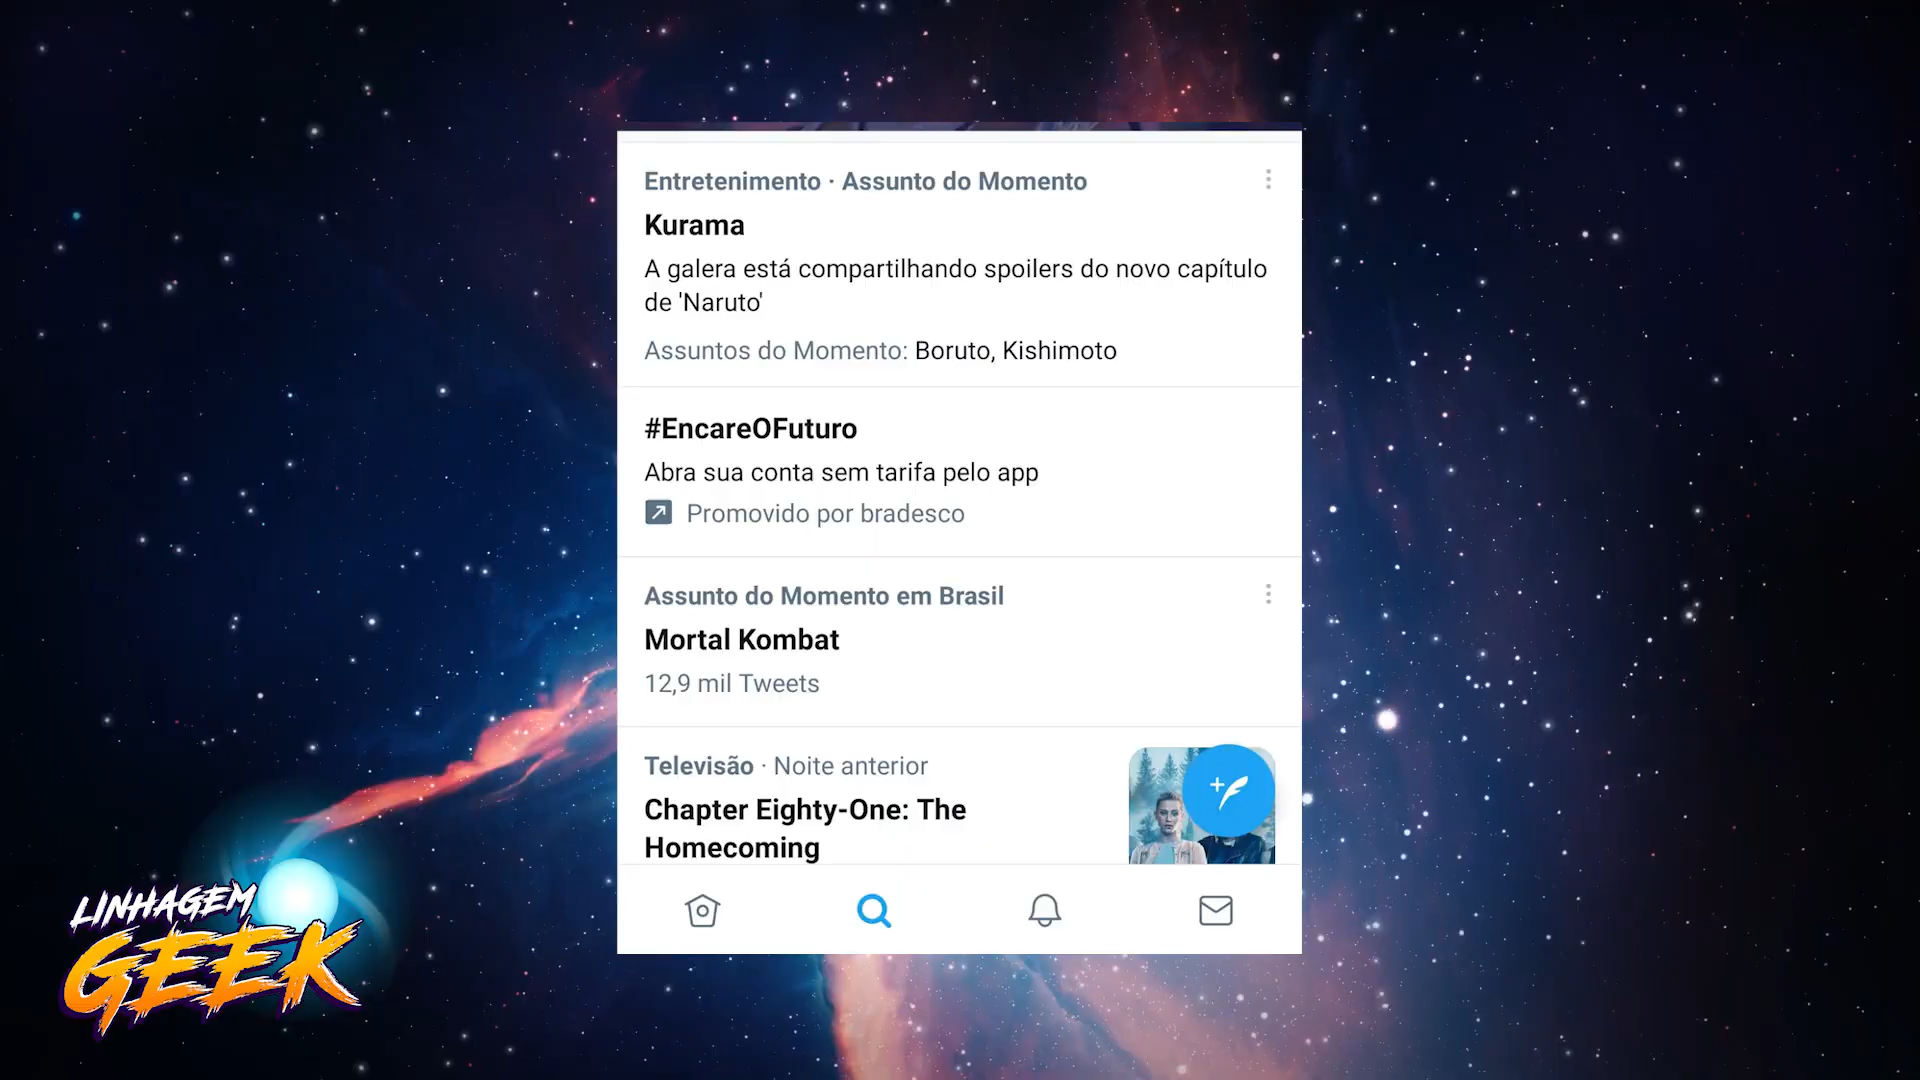 Entretenimento · Assunto do Momento
Kurama
A galera está compartilhando spoilers do novo capítulo
de 'Naruto'
Assuntos do Momento: Boruto, Kishimoto
#EncareOFuturo
Abra sua conta sem tarifa pelo app
Promovido por bradesco
Assunto do Momento em Brasil
Mortal Kombat
12,9 mil Tweets
Televisão · Noite anterior
Chapter Eighty-One: The
Homecoming
LINHAGEM
GEEK